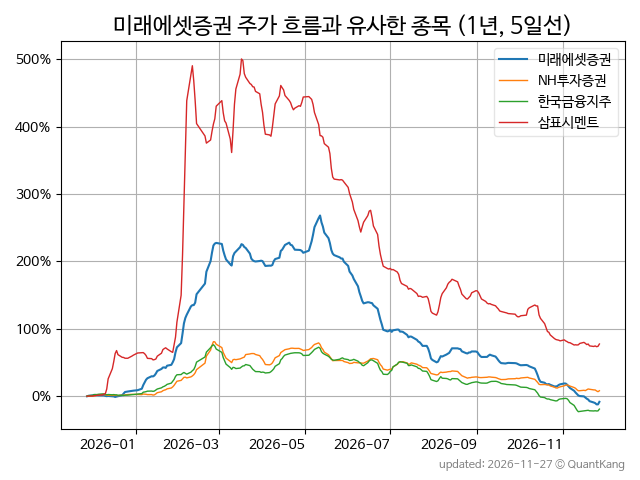 미래에셋증권 주가 흐름과 유사한 종목 (1년, 5일선)
미래에셋증권
NH투자증권
한국금융지주
삼표시멘트
500%
400%
300%
200%
100%
0%
2026-01 2026-03 2026-05 2026-07 2026-09 2026-11
updated: 2026-11-27 © QuantKang